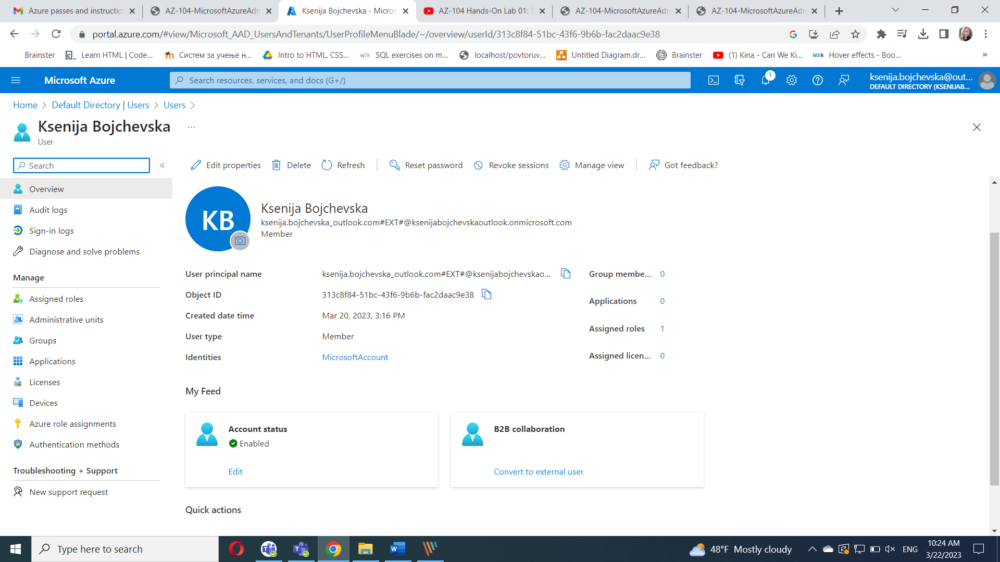 Azure passes and instructio
AZ-104-MicrosoftAzureAdm
Ksenija Bojchevska - Micros
AZ-104 Hands-On Lab 01: T
AZ-104-MicrosoftAzureAdm
AZ-104-MicrosoftAzureAdm
portal.azure.com/#view/Microsoft_AAD_UsersAndTenants/UserProfileMenuBlade/~/overview/userId/313c8f84-51bc-43f6-9b6b-fac2daac9e38
Brainster
Learn HTML | Code...
Систем за учење н...
Intro to HTML, CSS...
w3r SQL exercises on m...
localhost/povtoruv...
Untitled Diagram.dr...
Brainster
(1) Kina - Can We Ki...
MDB Hover effects - Boo...
»
Microsoft Azure
Search resources, services, and docs (G+/)
1
ksenija.bojchevska@out...
DEFAULT DIRECTORY (KSENIJAB...
Home > Default Directory | Users > Users >
Ksenija Bojchevska ...
User
Search
«
Edit properties
Delete
Refresh
Reset password
Revoke sessions
Manage view
Got feedback?
Overview
Audit logs
Sign-in logs
Diagnose and solve problems
Manage
Assigned roles
Administrative units
Groups
Applications
Licenses
Devices
Azure role assignments
Authentication methods
Troubleshooting + Support
New support request
KB
Ksenija Bojchevska
ksenija.bojchevska_outlook.com#EXT#@ksenijabojchevskaoutlook.onmicrosoft.com
Member
User principal name ksenija.bojchevska_outlook.com#EXT#@ksenijabojchevskao...
Object ID 313c8f84-51bc-43f6-9b6b-fac2daac9e38
Created date time Mar 20, 2023, 3:16 PM
User type Member
Identities MicrosoftAccount
Group membe... 0
Applications 0
Assigned roles 1
Assigned licen... 0
My Feed
Account status
Enabled
Edit
B2B collaboration
Convert to external user
Quick actions
Type here to search
48°F Mostly cloudy
ENG
10:24 AM
3/22/2023